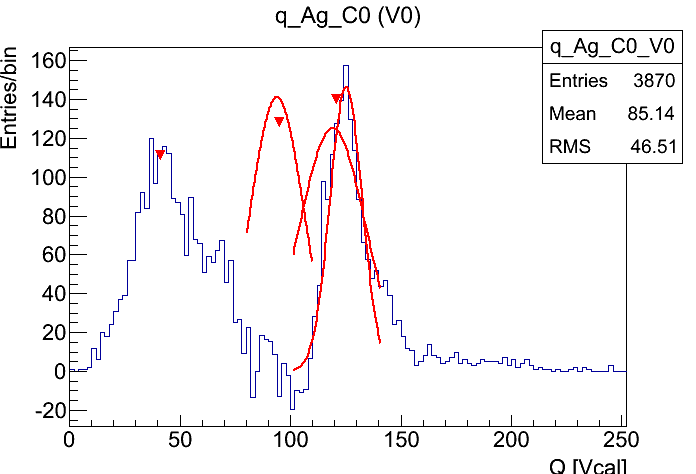 q_Ag_C0 (V0)
q_Ag_C0_V0
Entries 3870
Mean 85.14
RMS 46.51
Entries/bin
160
140
120
100
80
60
40
20
0
-20
0 50 100 150 200 250
Q [Vcal]